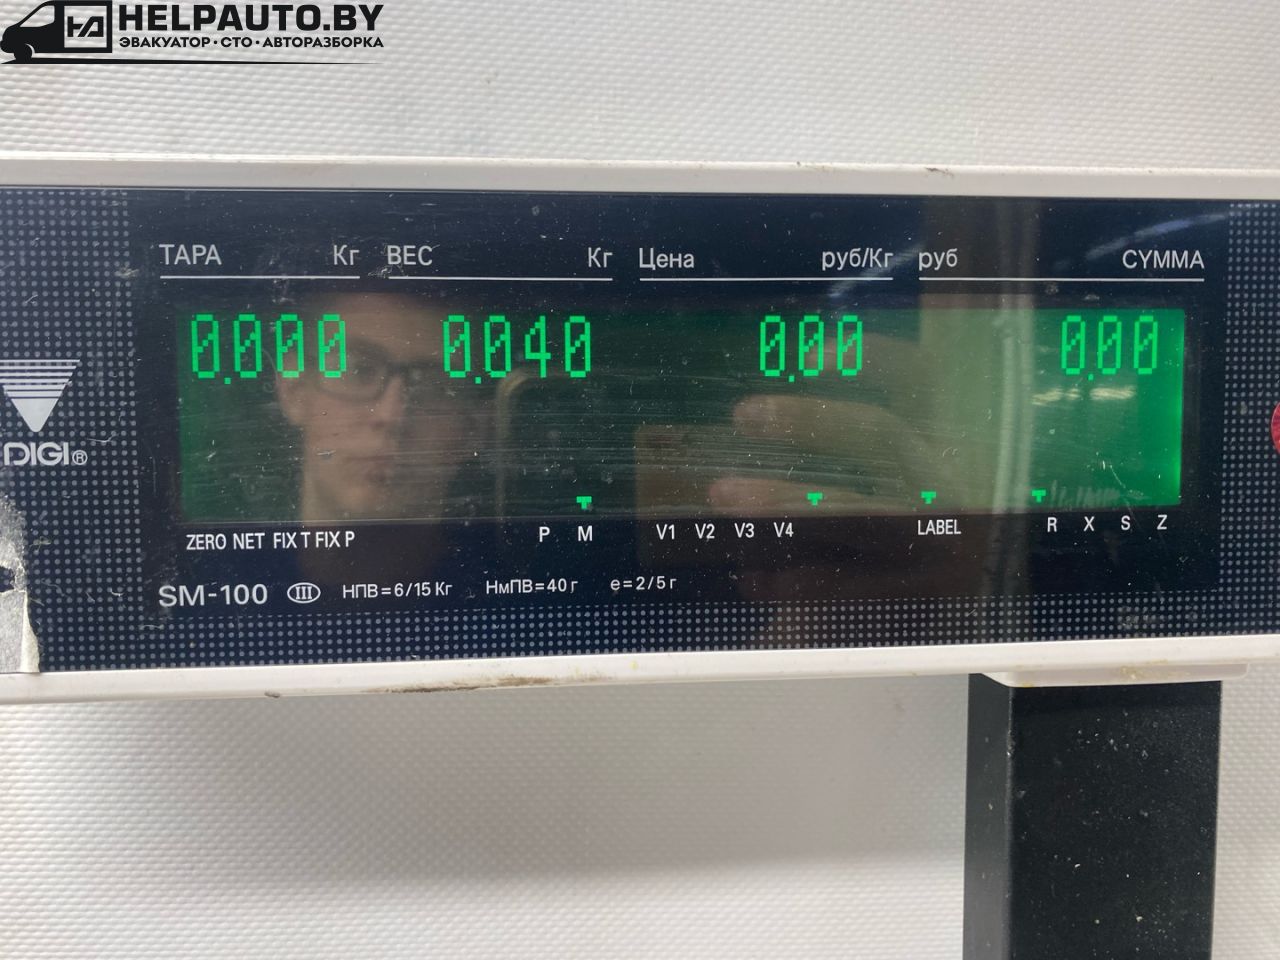 HELPAUTO.BY
ЭВАКУАТОР·СТО·АВТОРАЗБОРКА
ТАРА Кг ВЕС Кг Цена руб/Кг руб СУММА
0.000 0.040 0.00 0.00
DIGI®
ZERO NET FIX T FIX P P M V1 V2 V3 V4 LABEL R X S Z
SM-100 III НПВ=6/15 Кг НмПВ=40 г e=2/5 г